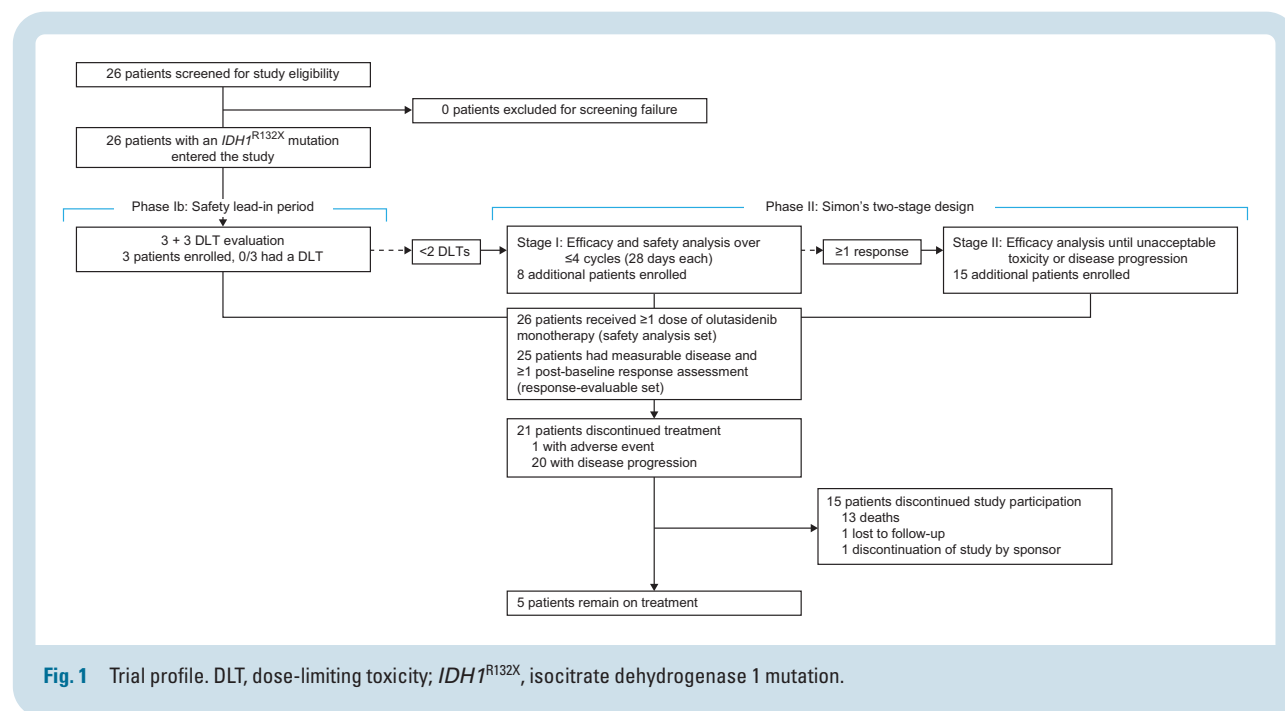 26 patients screened for study eligibility
0 patients excluded for screening failure
26 patients with an IDH1^R132X mutation
entered the study
Phase Ib: Safety lead-in period
Phase II: Simon's two-stage design
3 + 3 DLT evaluation
3 patients enrolled, 0/3 had a DLT
<2 DLTs
Stage I: Efficacy and safety analysis over
≤4 cycles (28 days each)
8 additional patients enrolled
≥1 response
Stage II: Efficacy analysis until unacceptable
toxicity or disease progression
15 additional patients enrolled
26 patients received ≥1 dose of olutasidenib
monotherapy (safety analysis set)
25 patients had measurable disease and
≥1 post-baseline response assessment
(response-evaluable set)
21 patients discontinued treatment
1 with adverse event
20 with disease progression
15 patients discontinued study participation
13 deaths
1 lost to follow-up
1 discontinuation of study by sponsor
5 patients remain on treatment
Fig. 1 Trial profile. DLT, dose-limiting toxicity; IDH1^R132X, isocitrate dehydrogenase 1 mutation.